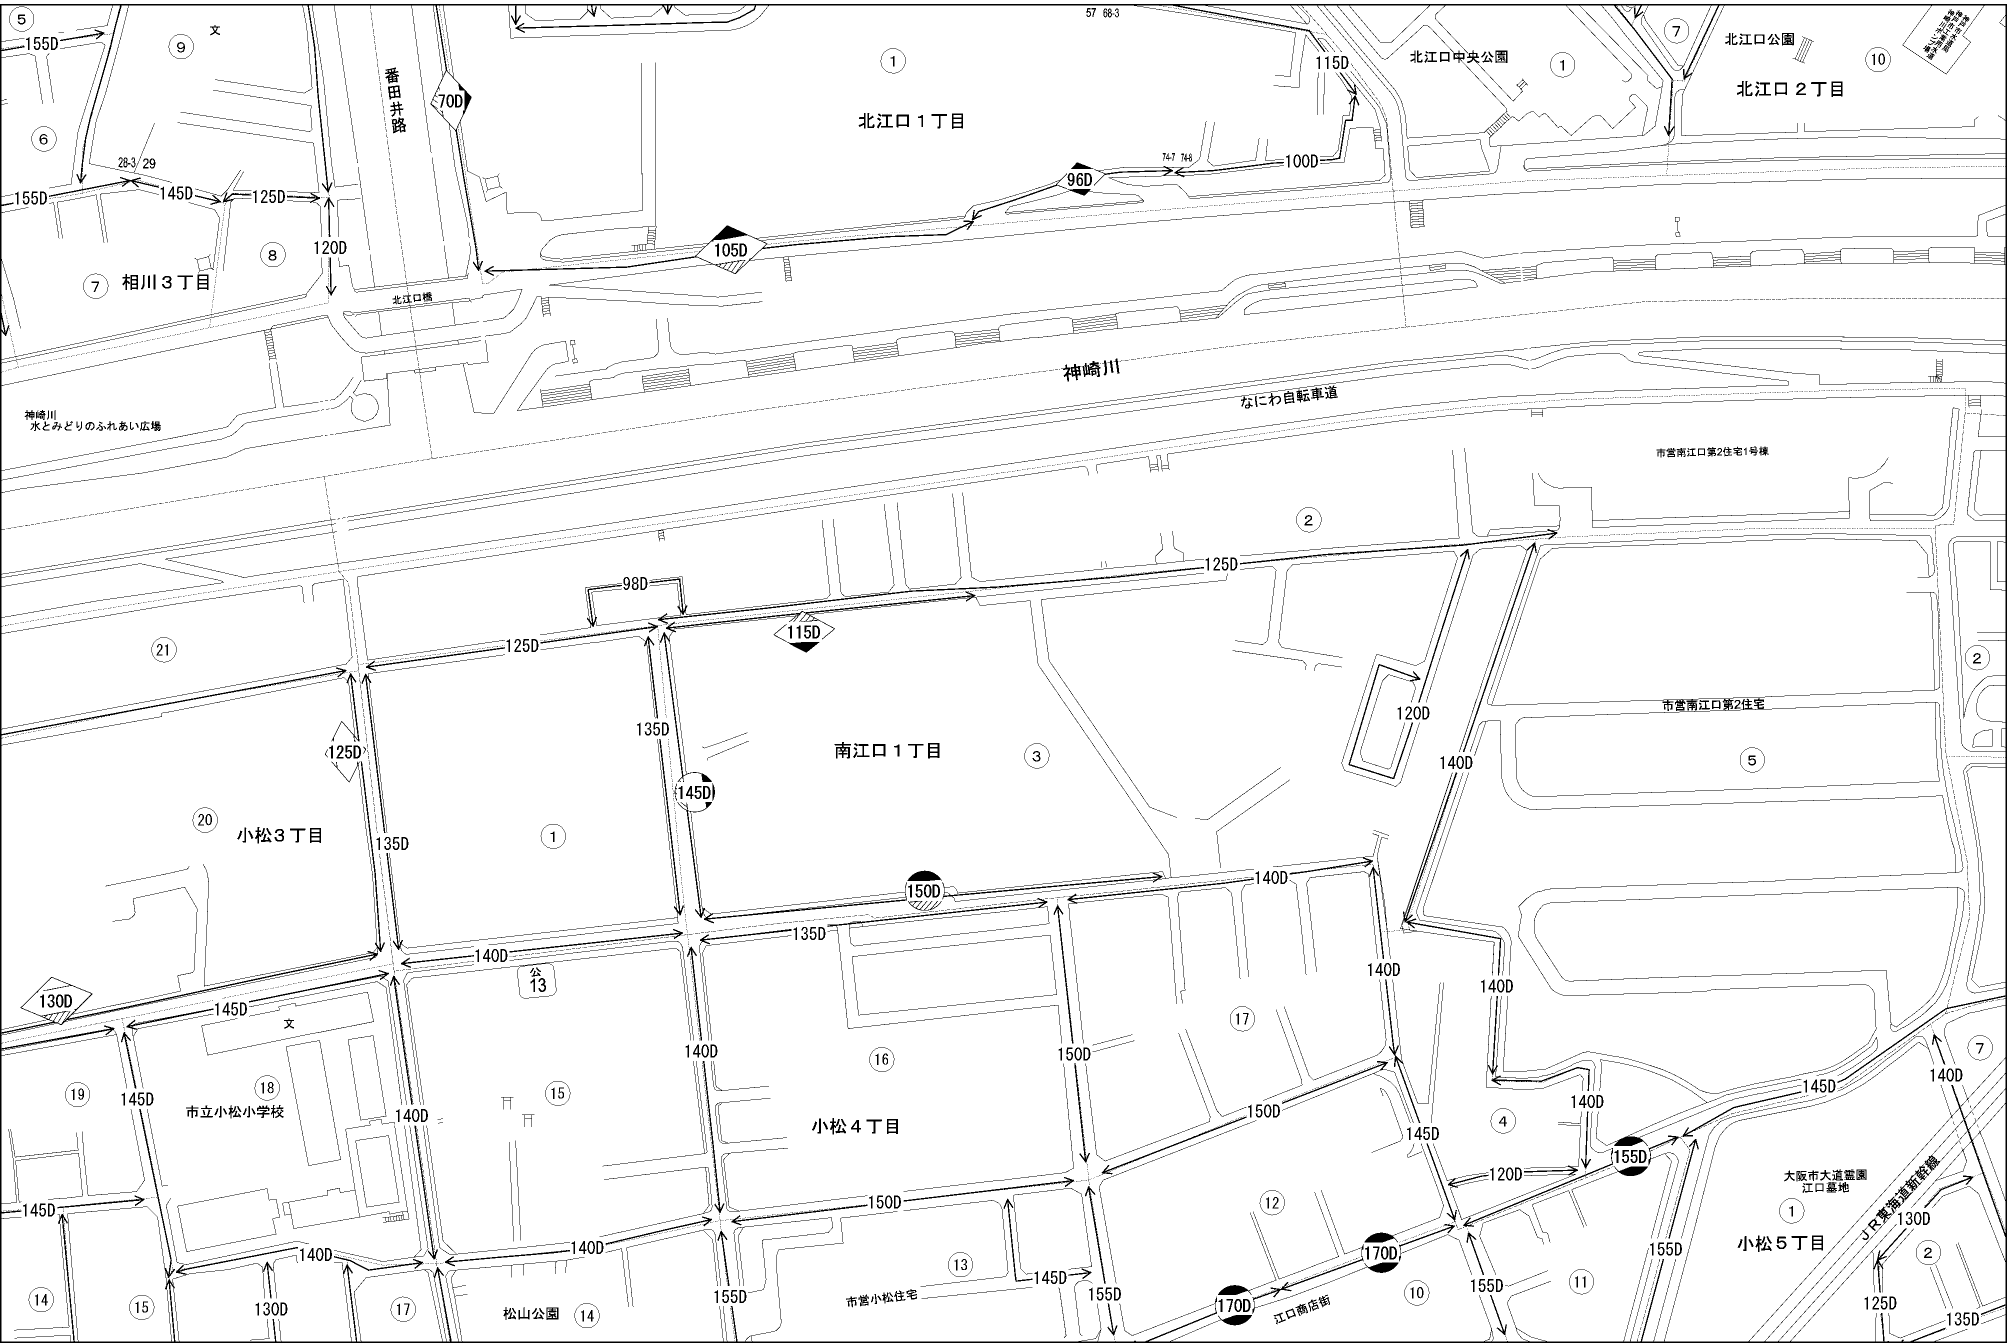 57 68-3
5
155D
9
文
番田井路
70D
1
北江口1丁目
115D
北江口中央公園
1
7
北江口公園
10
北江口2丁目
6
28-3 29
155D
145D
125D
74-7 74-8
100D
96D
120D
8
105D
7
相川3丁目
北江口橋
神崎川
なにわ自転車道
神崎川
水とみどりのふれあい広場
市営南江口第2住宅1号棟
2
125D
98D
115D
125D
21
2
135D
125D
120D
市営南江口第2住宅
南江口1丁目
3
140D
5
145D
20
小松3丁目
1
135D
150D
140D
135D
140D
公
13
140D
140D
130D
145D
文
17
140D
16
150D
7
19
145D
18
市立小松小学校
140D
15
小松4丁目
150D
145D
4
140D
145D
140D
155D
120D
大阪市大道霊園
江口墓地
JR東海道新幹線
1
小松5丁目
130D
2
145D
150D
12
140D
140D
170D
155D
13
145D
155D
11
14
15
130D
17
松山公園
14
155D
市営小松住宅
155D
170D
江口商店街
10
125D
135D